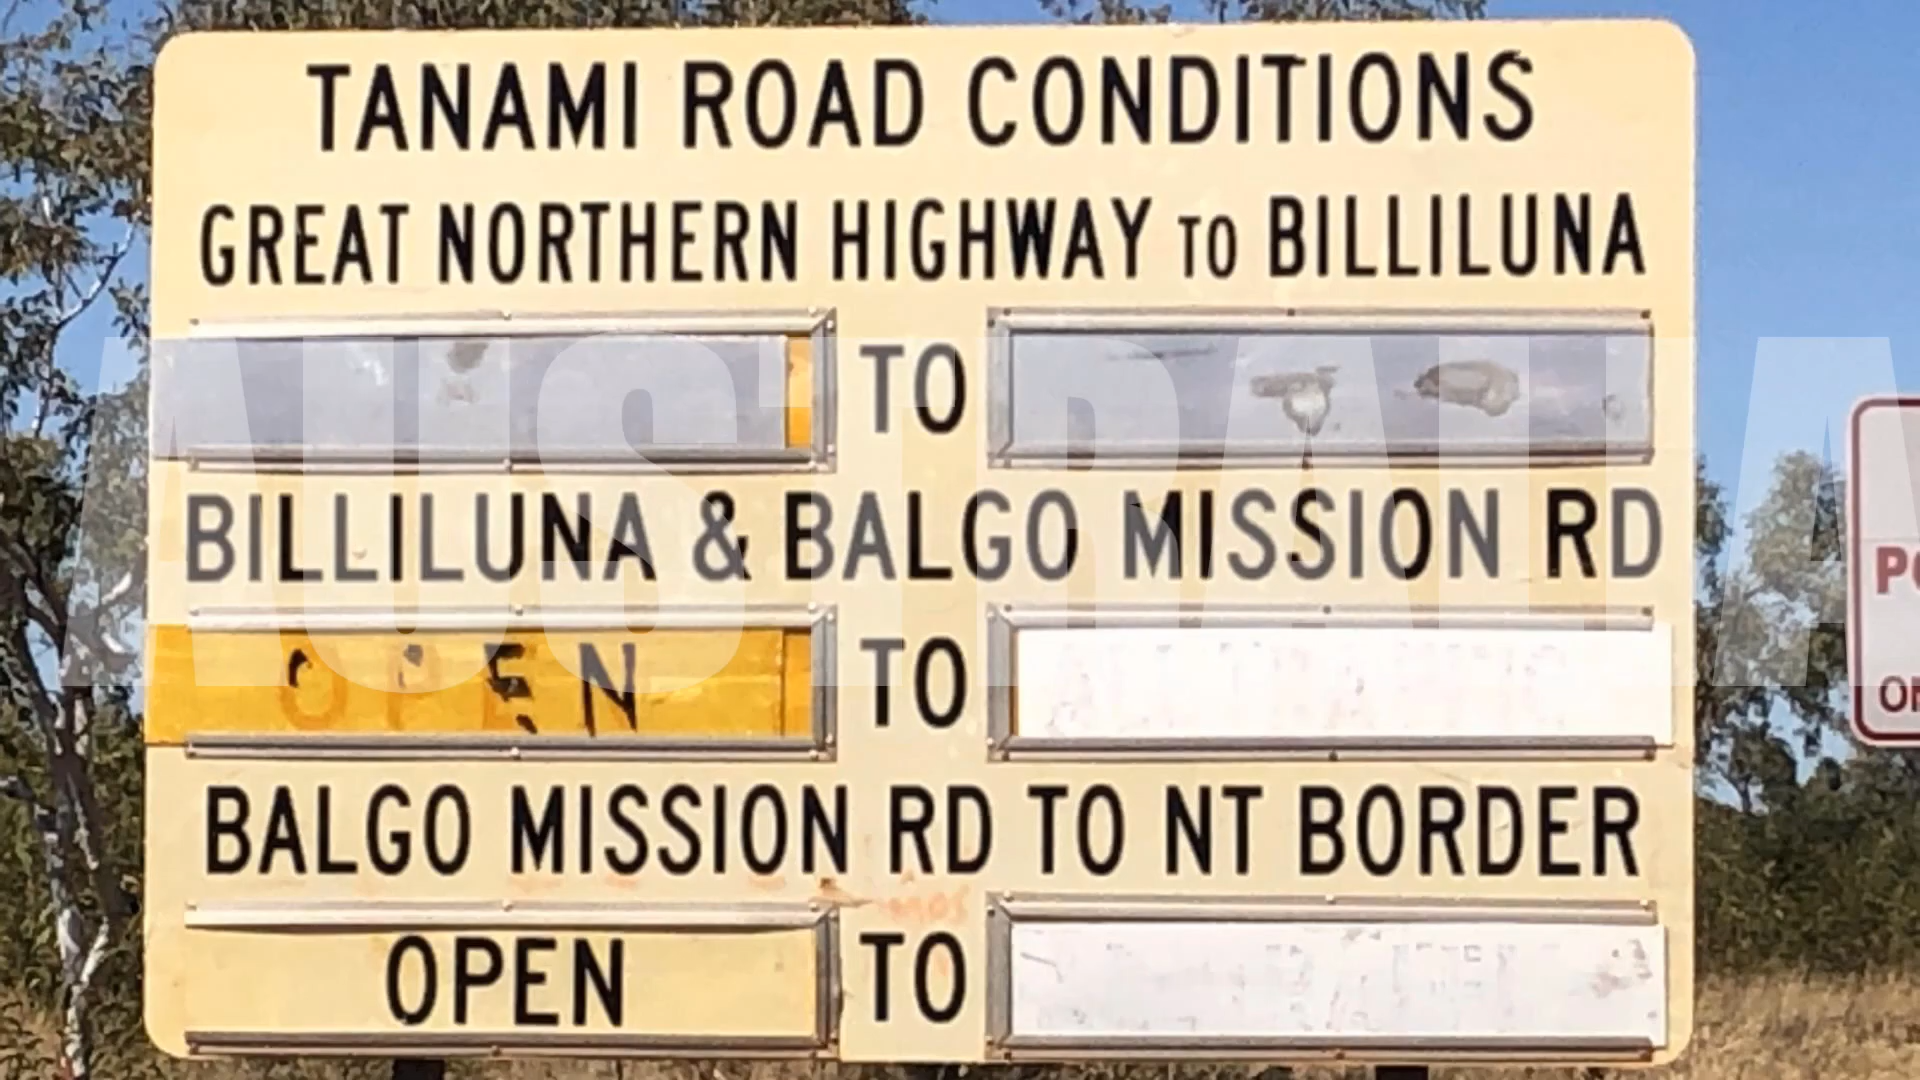 TANAMI ROAD CONDITIONS
GREAT NORTHERN HIGHWAY TO BILLILUNA
TO
AUSTRALIA
BILLILUNA & BALGO MISSION RD
OPEN TO
BALGO MISSION RD TO NT BORDER
OPEN TO